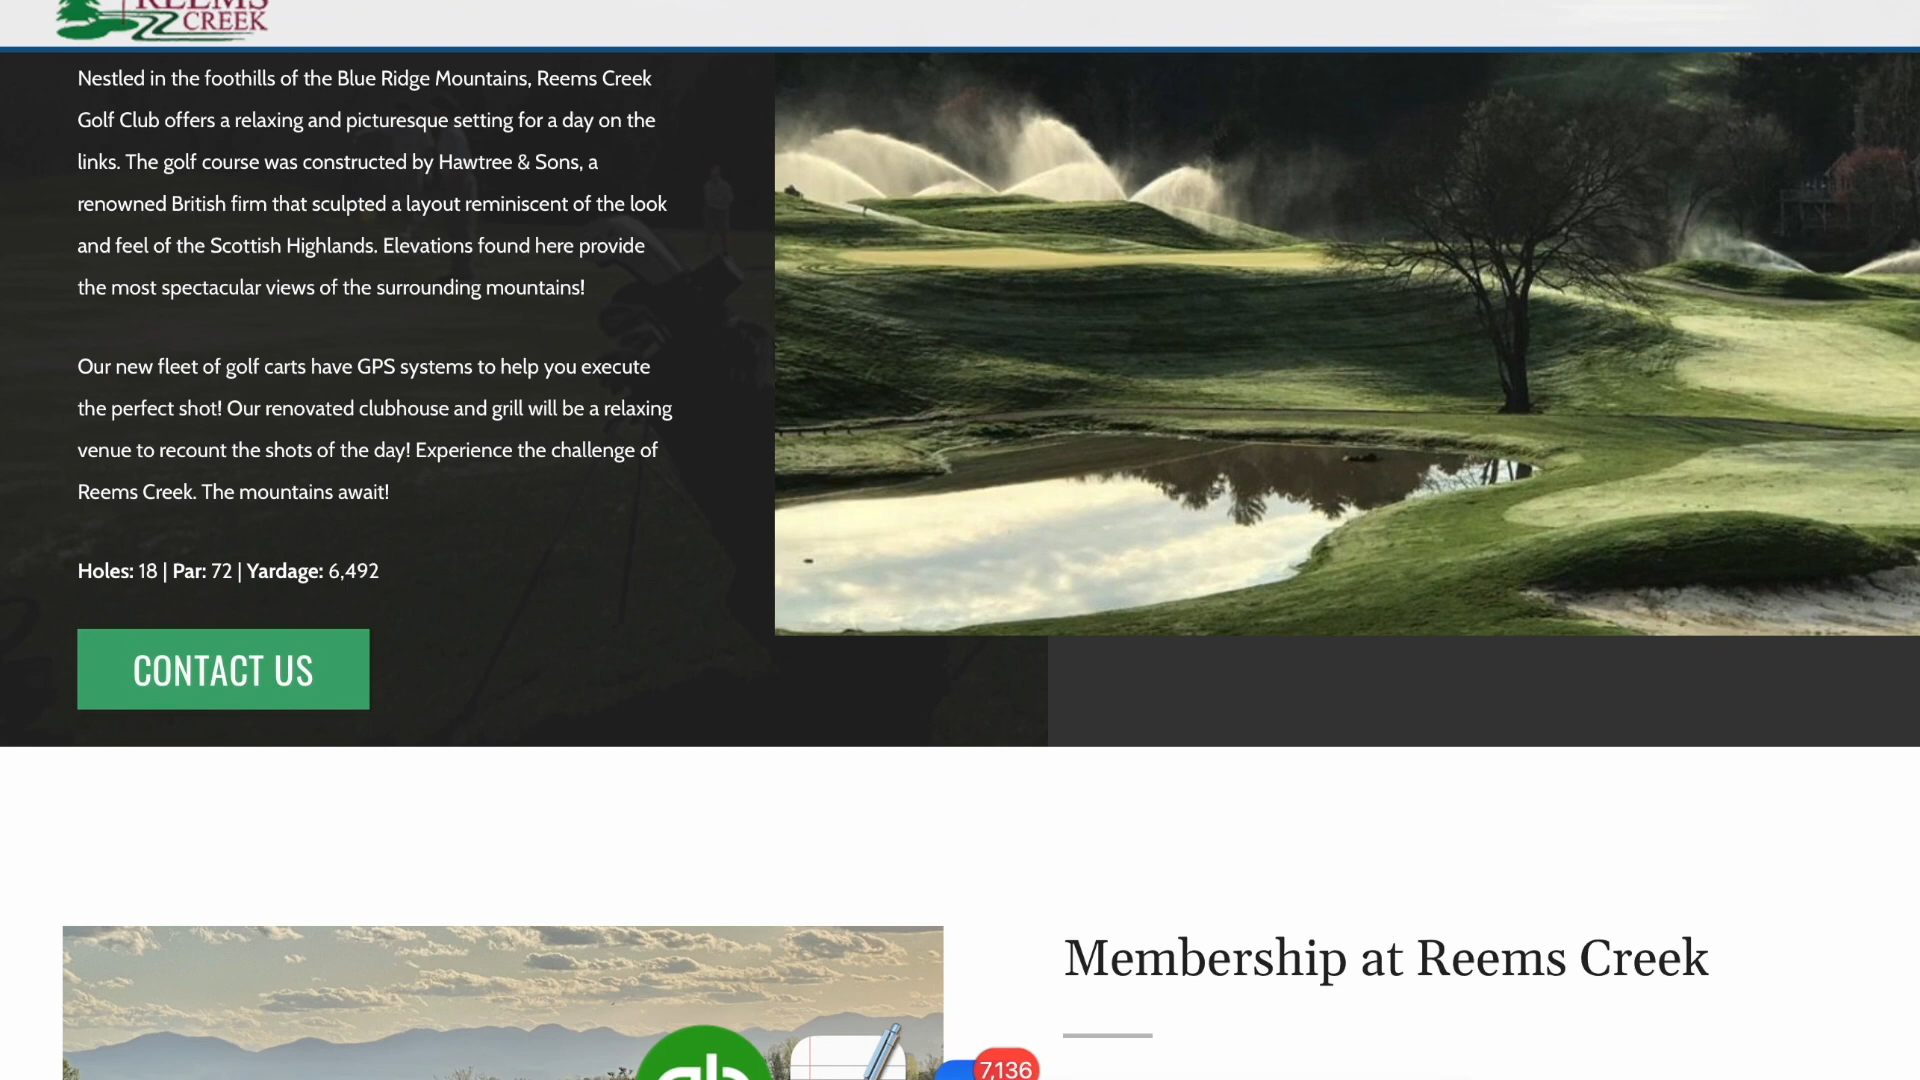 REEMS
CREEK
Nestled in the foothills of the Blue Ridge Mountains, Reems Creek
Golf Club offers a relaxing and picturesque setting for a day on the
links. The golf course was constructed by Hawtree & Sons, a
renowned British firm that sculpted a layout reminiscent of the look
and feel of the Scottish Highlands. Elevations found here provide
the most spectacular views of the surrounding mountains!
Our new fleet of golf carts have GPS systems to help you execute
the perfect shot! Our renovated clubhouse and grill will be a relaxing
venue to recount the shots of the day! Experience the challenge of
Reems Creek. The mountains await!
Holes: 18 | Par: 72 | Yardage: 6,492
CONTACT US
Membership at Reems Creek
qb
7,136